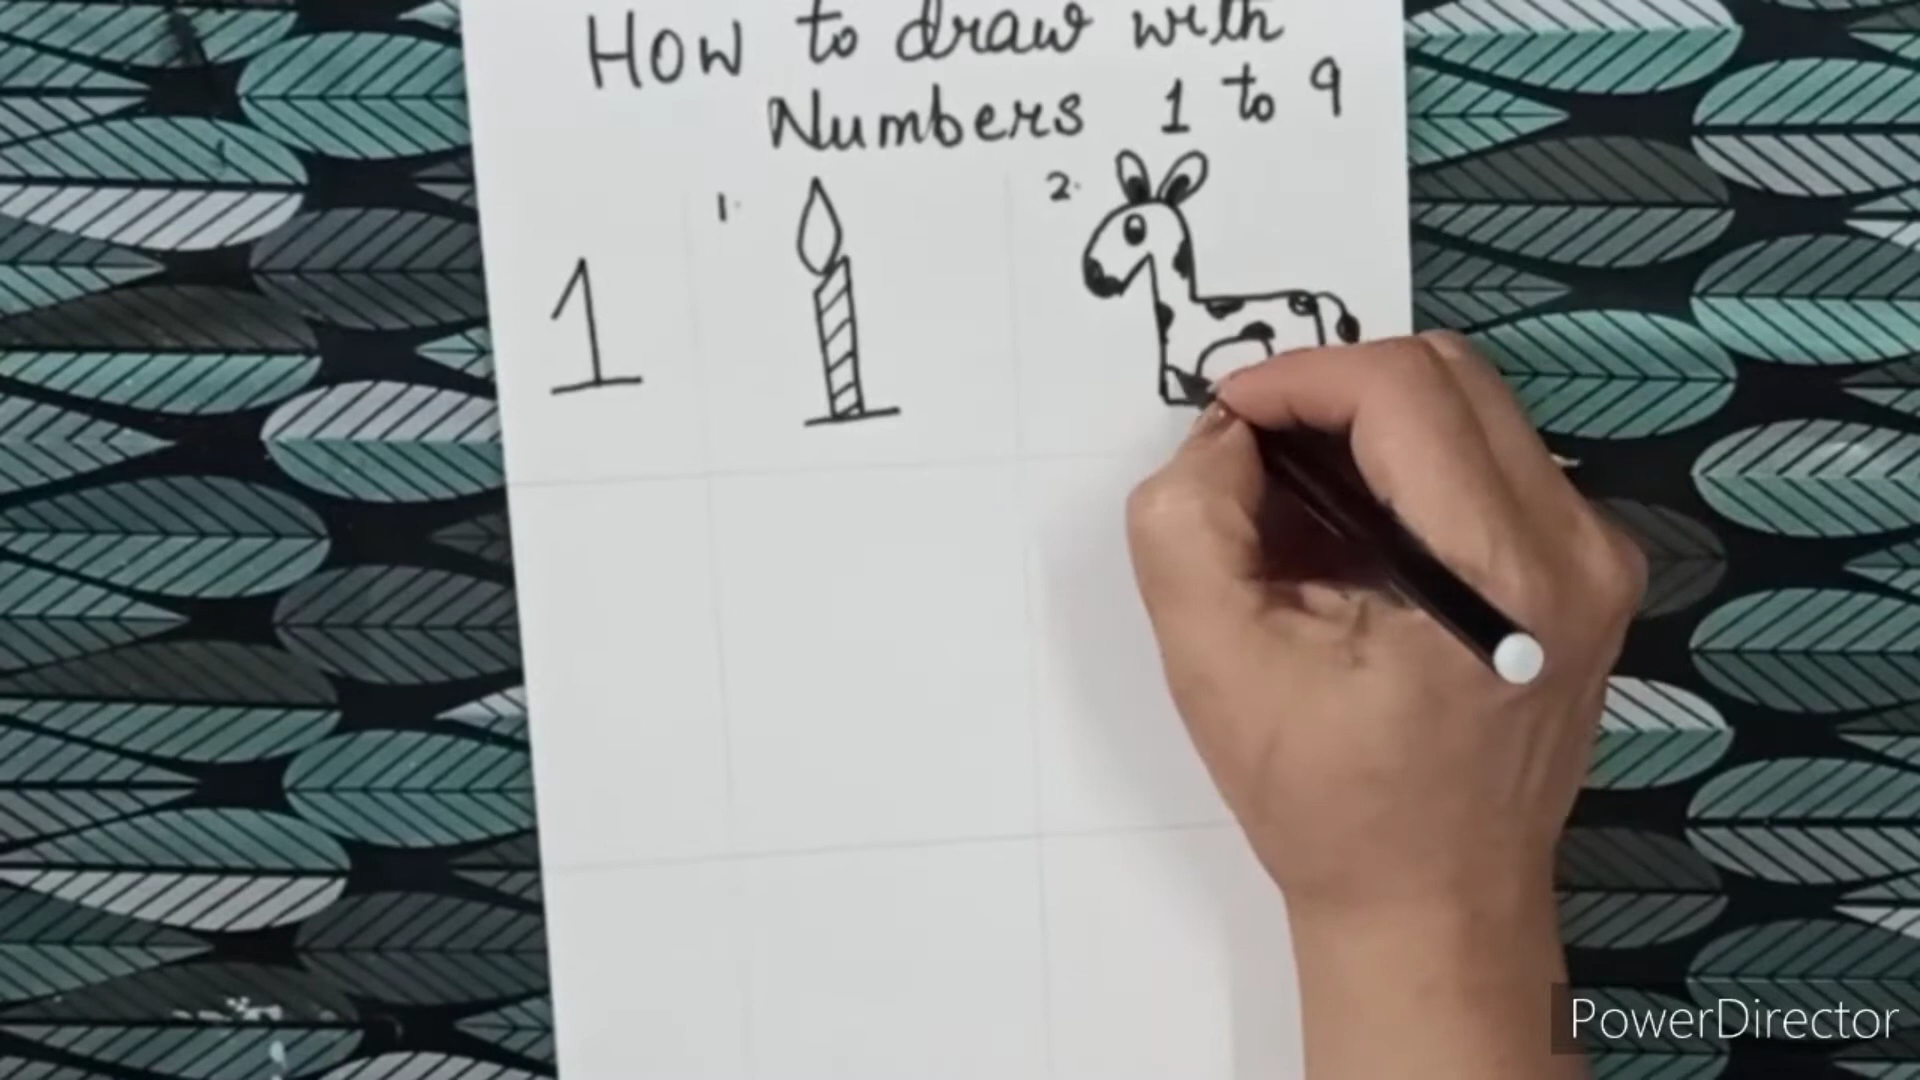 How to draw with
Numbers 1 to 9
1. 2.
1
PowerDirector